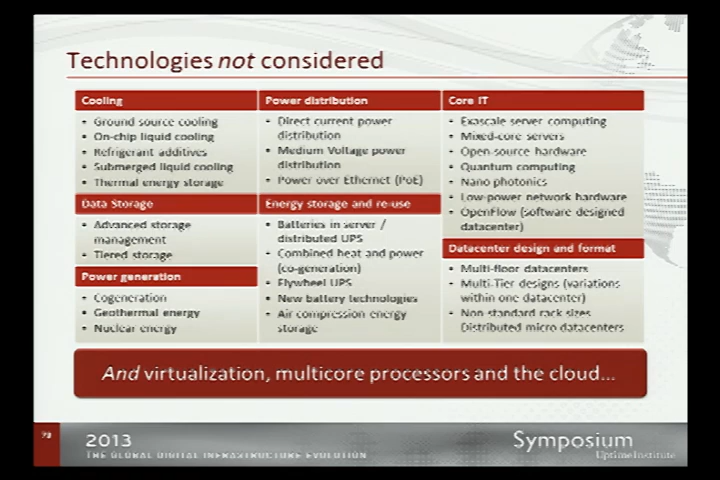 Technologies not considered
Cooling
• Ground source cooling
• On-chip liquid cooling
• Refrigerant additives
• Submerged liquid cooling
• Thermal energy storage
Data Storage
• Advanced storage
management
• Tiered storage
Power generation
• Cogeneration
• Geothermal energy
• Nuclear energy
Power distribution
• Direct current power
distribution
• Medium Voltage power
distribution
• Power over Ethernet (PoE)
Energy storage and re-use
• Batteries in server /
distributed UPS
• Combined heat and power
(co-generation)
• Flywheel UPS
• New battery technologies
• Air compression energy
storage
Core IT
• Exascale server computing
• Mixed-core servers
• Open-source hardware
• Quantum computing
• Nano photonics
• Low-power network hardware
• OpenFlow (software designed
datacenter)
Datacenter design and format
• Multi-floor datacenters
• Multi-Tier designs (variations
within one datacenter)
• Non-standard rack sizes
Distributed micro datacenters
And virtualization, multicore processors and the cloud...
2013
THE GLOBAL DIGITAL INFRASTRUCTURE EVOLUTION
Symposium
UptimeInstitute